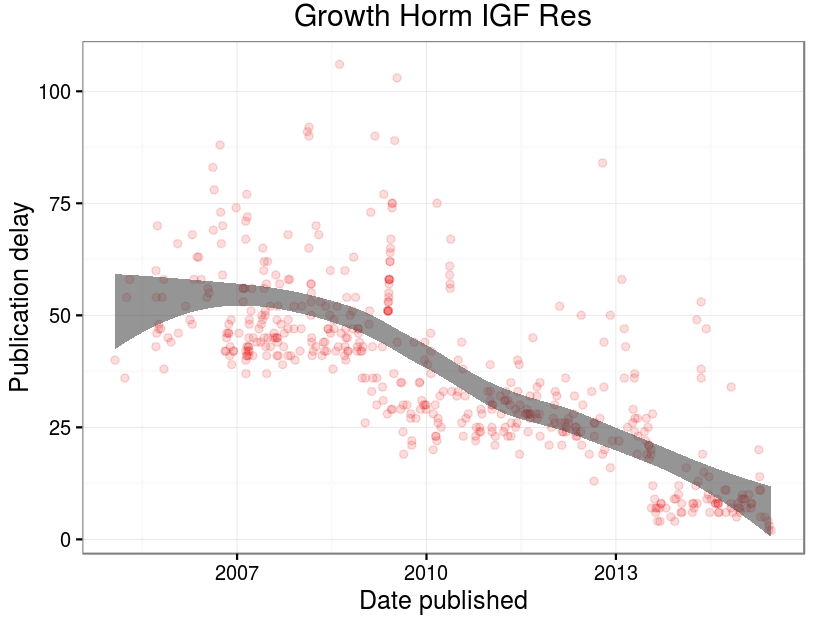 Growth Horm IGF Res
Publication delay
100
75
50
25
0
2007
2010
2013
Date published